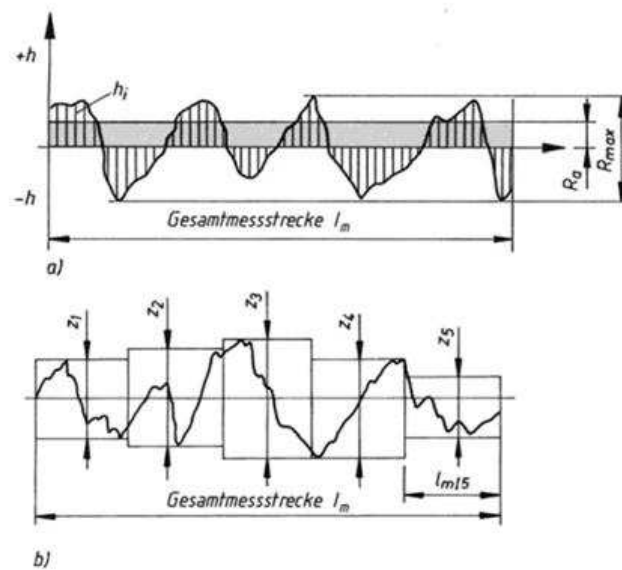 +h
h_i
-h
R_a
R_max
Gesamtmessstrecke l_m
a)
z_1
z_2
z_3
z_4
z_5
l_m15
Gesamtmessstrecke l_m
b)